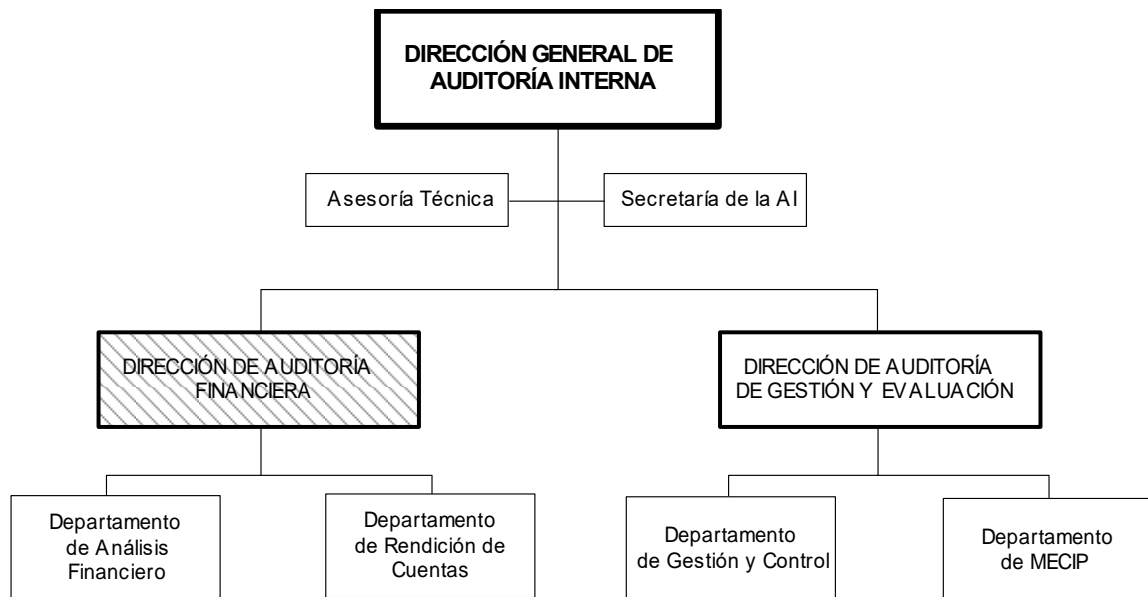 DIRECCIÓN GENERAL DE
AUDITORÍA INTERNA
Asesoría Técnica
Secretaría de la AI
DIRECCIÓN DE AUDITORÍA
FINANCIERA
DIRECCIÓN DE AUDITORÍA
DE GESTIÓN Y EVALUACIÓN
Departamento
de Análisis
Financiero
Departamento
de Rendición de
Cuentas
Departamento
de Gestión y Control
Departamento
de MECIP